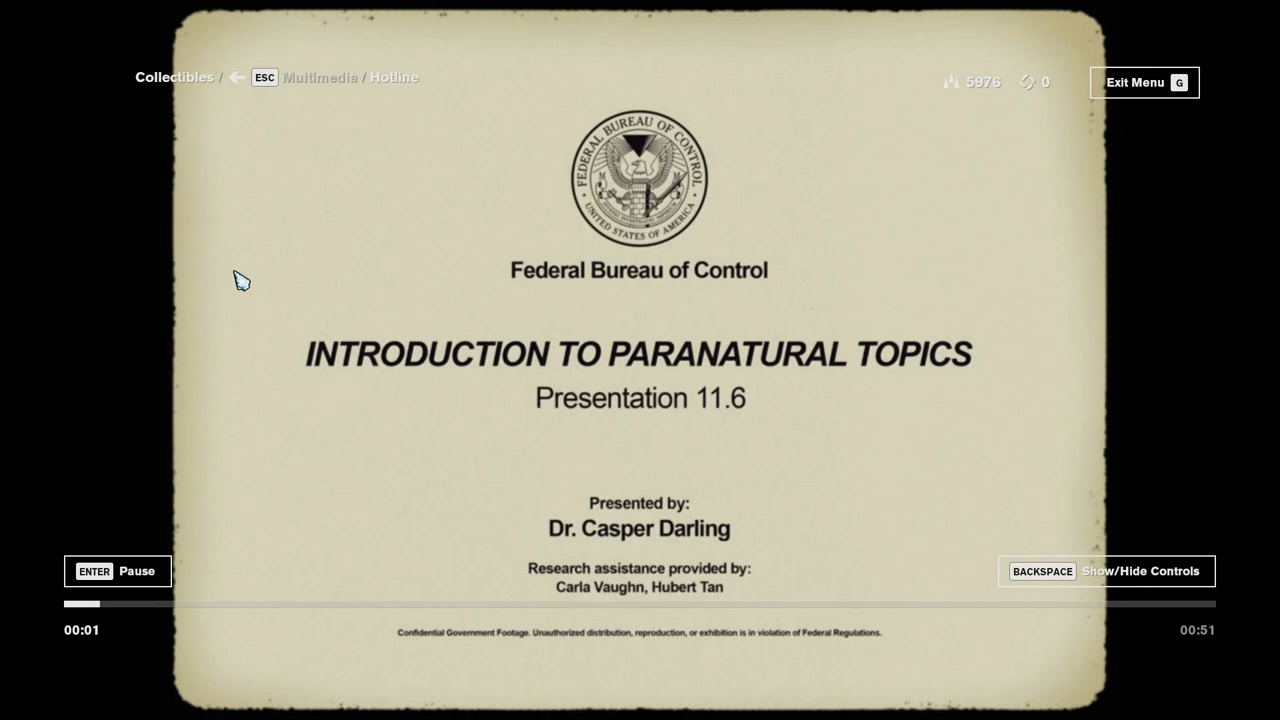 Collectibles / ESC Multimedia / Hotline
5976 0
Exit Menu G
FEDERAL BUREAU OF CONTROL
UNITED STATES OF AMERICA
Federal Bureau of Control
INTRODUCTION TO PARANATURAL TOPICS
Presentation 11.6
Presented by:
Dr. Casper Darling
Research assistance provided by:
Carla Vaughn, Hubert Tan
ENTER Pause
BACKSPACE Show/Hide Controls
00:01
00:51
Confidential Government Footage. Unauthorized distribution, reproduction, or exhibition is in violation of Federal Regulations.